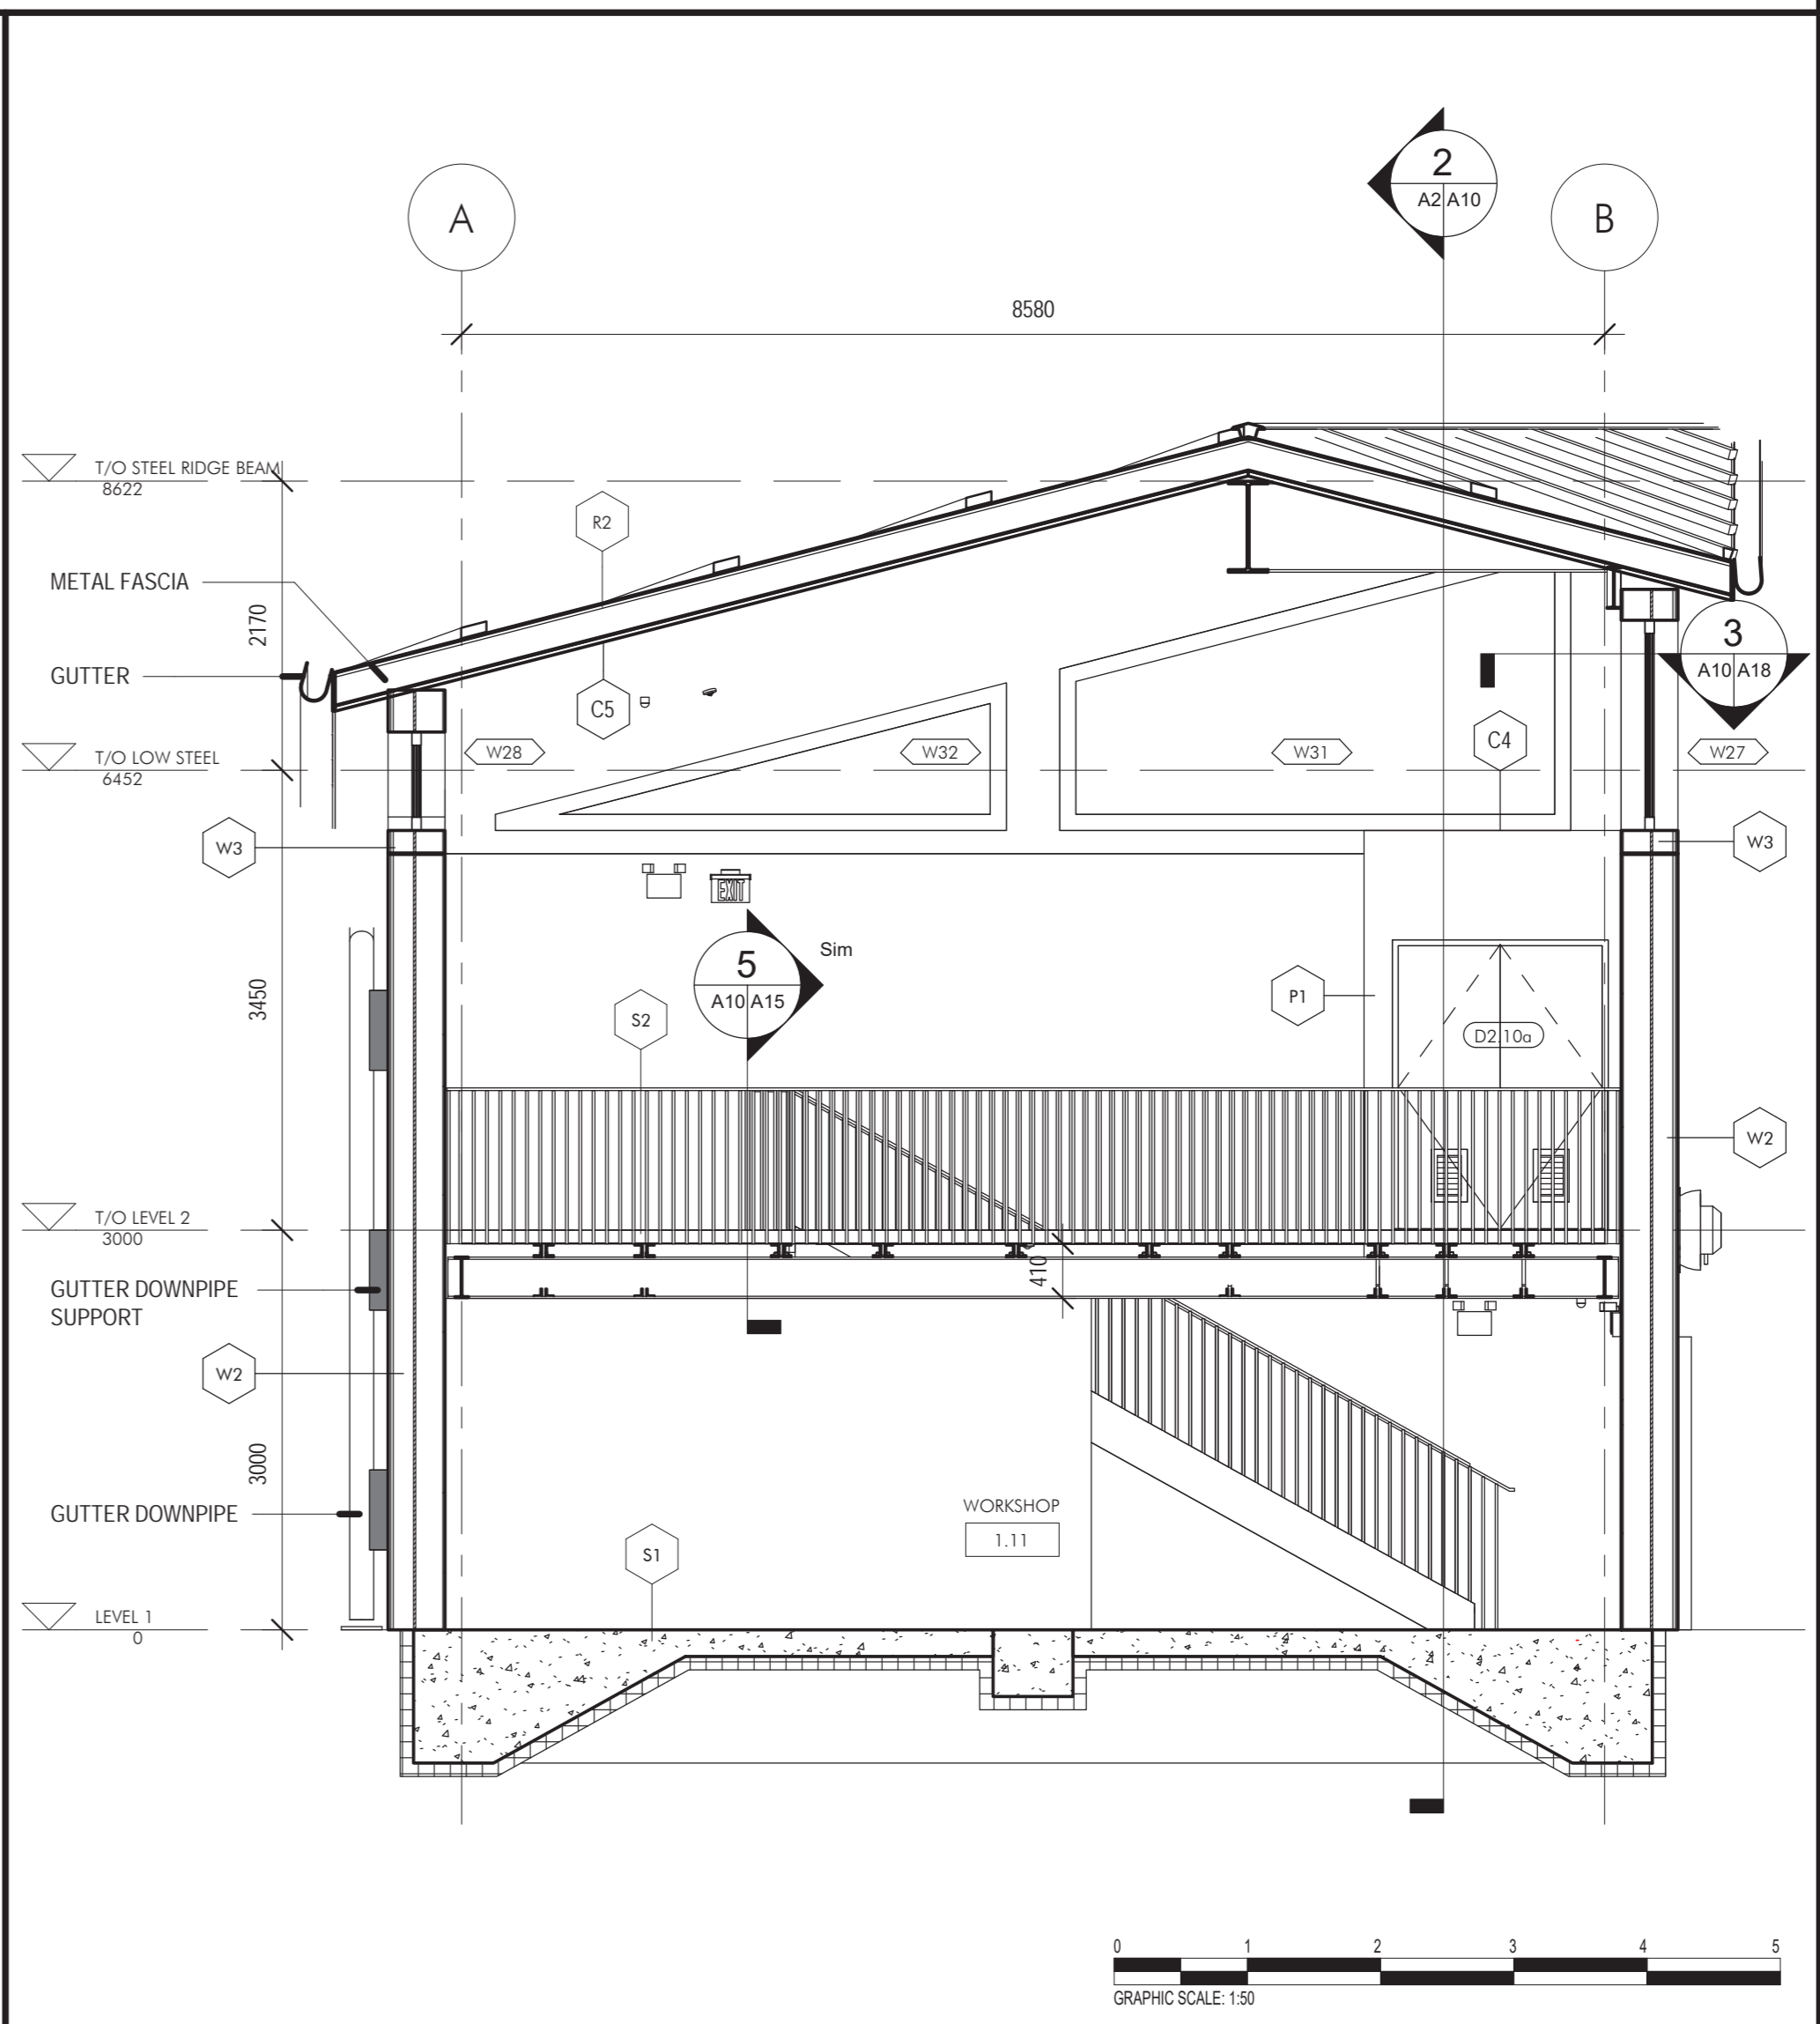 2
A2 A10
A
B
8580
T/O STEEL RIDGE BEAM
8622
R2
METAL FASCIA
2170
3
A10 A18
GUTTER
C5
C4
W28
W32
W31
W27
T/O LOW STEEL
6452
W3
W3
EXIT
5
A10 A15
Sim
3450
S2
P1
D2.10a
W2
T/O LEVEL 2
3000
410
GUTTER DOWNPIPE
SUPPORT
W2
3000
WORKSHOP
1.11
GUTTER DOWNPIPE
S1
LEVEL 1
0
0 1 2 3 4 5
GRAPHIC SCALE: 1:50